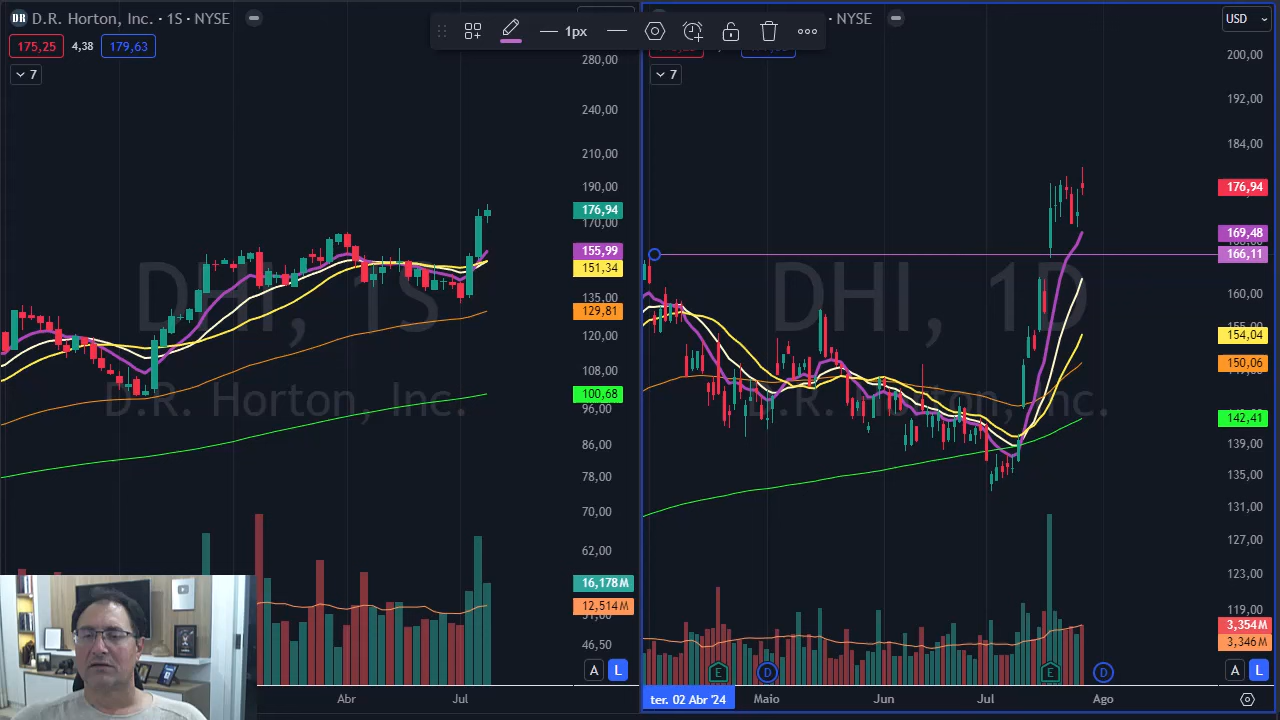 D.R. Horton, Inc. · 1S · NYSE
175,25 4,38 179,63
7
1px
· NYSE
USD
7
DHI, 1S
D.R. Horton, Inc.
280,00
240,00
210,00
190,00
176,94
170,00
155,99
151,34
135,00
129,81
120,00
108,00
100,68
96,00
86,00
78,00
70,00
62,00
16,178M
12,514M
46,50
A L
Abr Jul
DHI, 1D
D.R. Horton, Inc.
200,00
192,00
184,00
176,94
169,48
166,11
160,00
154,04
150,06
142,41
139,00
135,00
131,00
127,00
123,00
119,00
3,354M
3,346M
E D E D
A L
ter. 02 Abr '24 Maio Jun Jul Ago